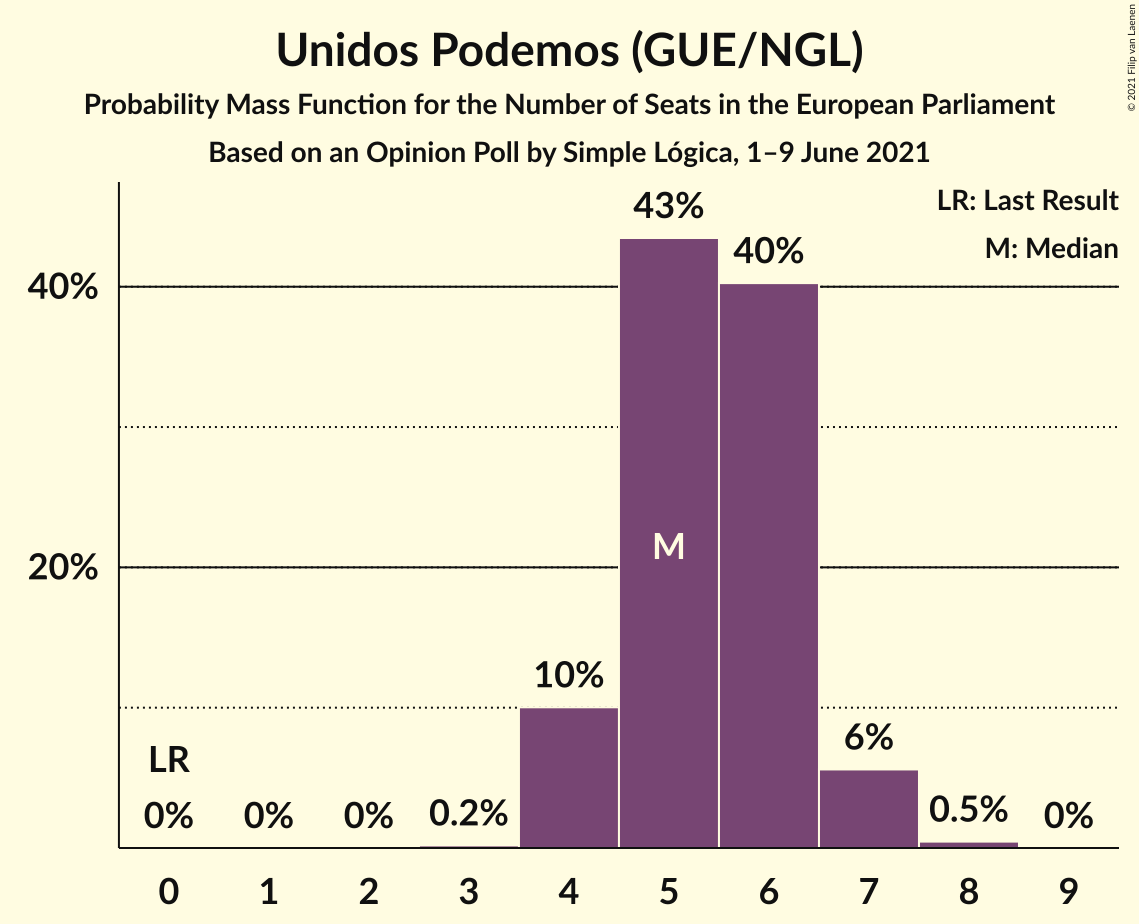 Unidos Podemos (GUE/NGL)
Probability Mass Function for the Number of Seats in the European Parliament
Based on an Opinion Poll by Simple Lógica, 1–9 June 2021
© 2021 Filip van Laenen
LR: Last Result
M: Median
43%
40%
40%
M
20%
10%
LR
6%
0%
0%
0%
0.2%
0.5%
0%
0 1 2 3 4 5 6 7 8 9